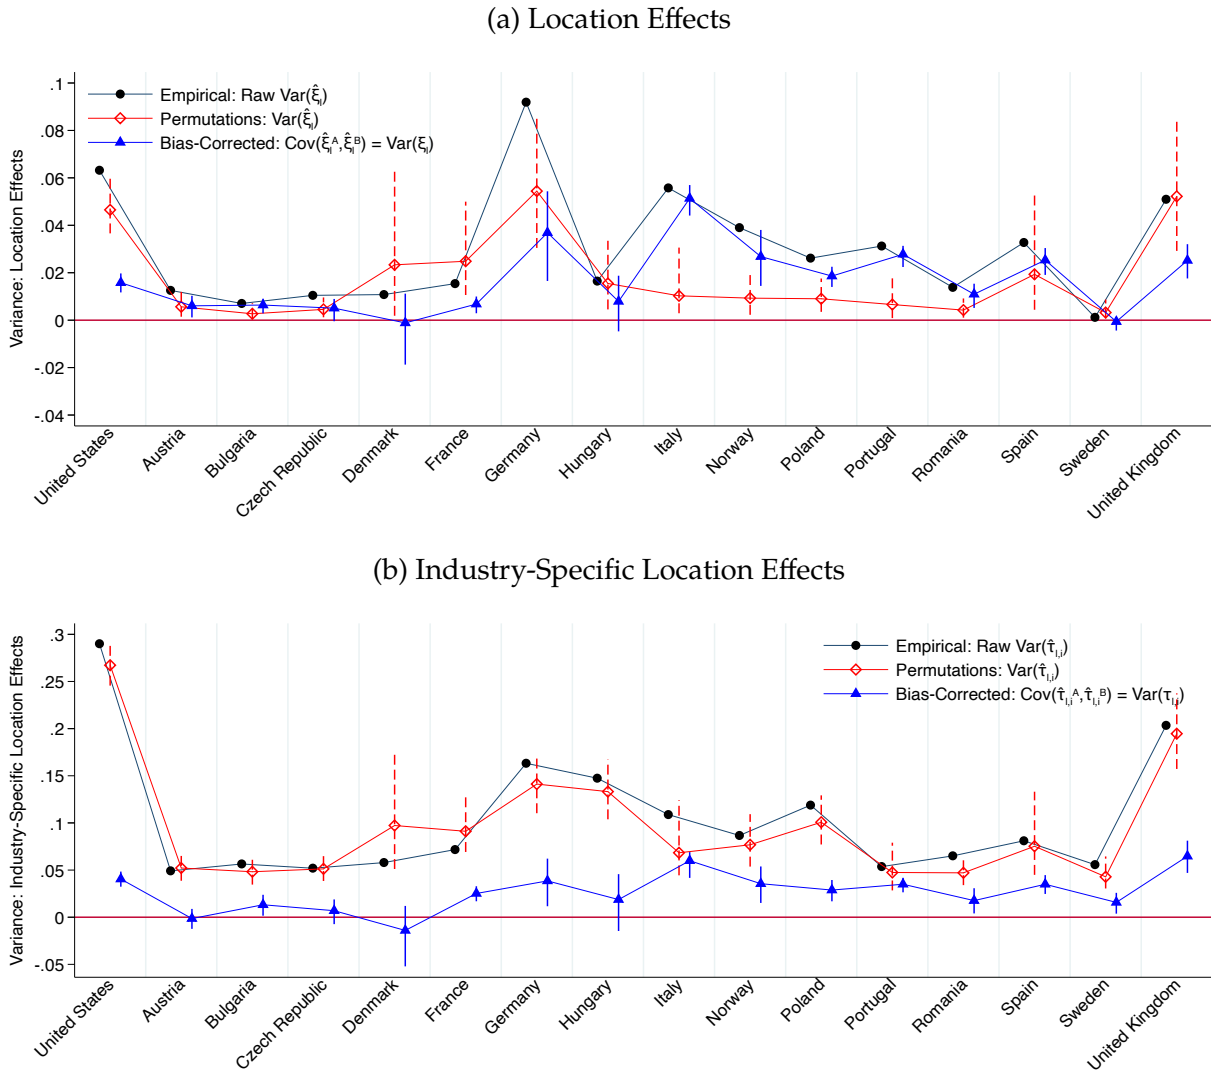 (a) Location Effects
Variance: Location Effects
.1
.08
.06
.04
.02
0
-.02
-.04
Empirical: Raw Var(ξ̂ₗ)
Permutations: Var(ξ̂ₗ)
Bias-Corrected: Cov(ξ̂ₗᴬ,ξ̂ₗᴮ) = Var(ξₗ)
United States
Austria
Bulgaria
Czech Republic
Denmark
France
Germany
Hungary
Italy
Norway
Poland
Portugal
Romania
Spain
Sweden
United Kingdom
(b) Industry-Specific Location Effects
Variance: Industry-Specific Location Effects
.3
.25
.2
.15
.1
.05
0
-.05
Empirical: Raw Var(τ̂ₗ,ᵢ)
Permutations: Var(τ̂ₗ,ᵢ)
Bias-Corrected: Cov(τ̂ₗ,ᵢᴬ,τ̂ₗ,ᵢᴮ) = Var(τₗ,ᵢ)
United States
Austria
Bulgaria
Czech Republic
Denmark
France
Germany
Hungary
Italy
Norway
Poland
Portugal
Romania
Spain
Sweden
United Kingdom